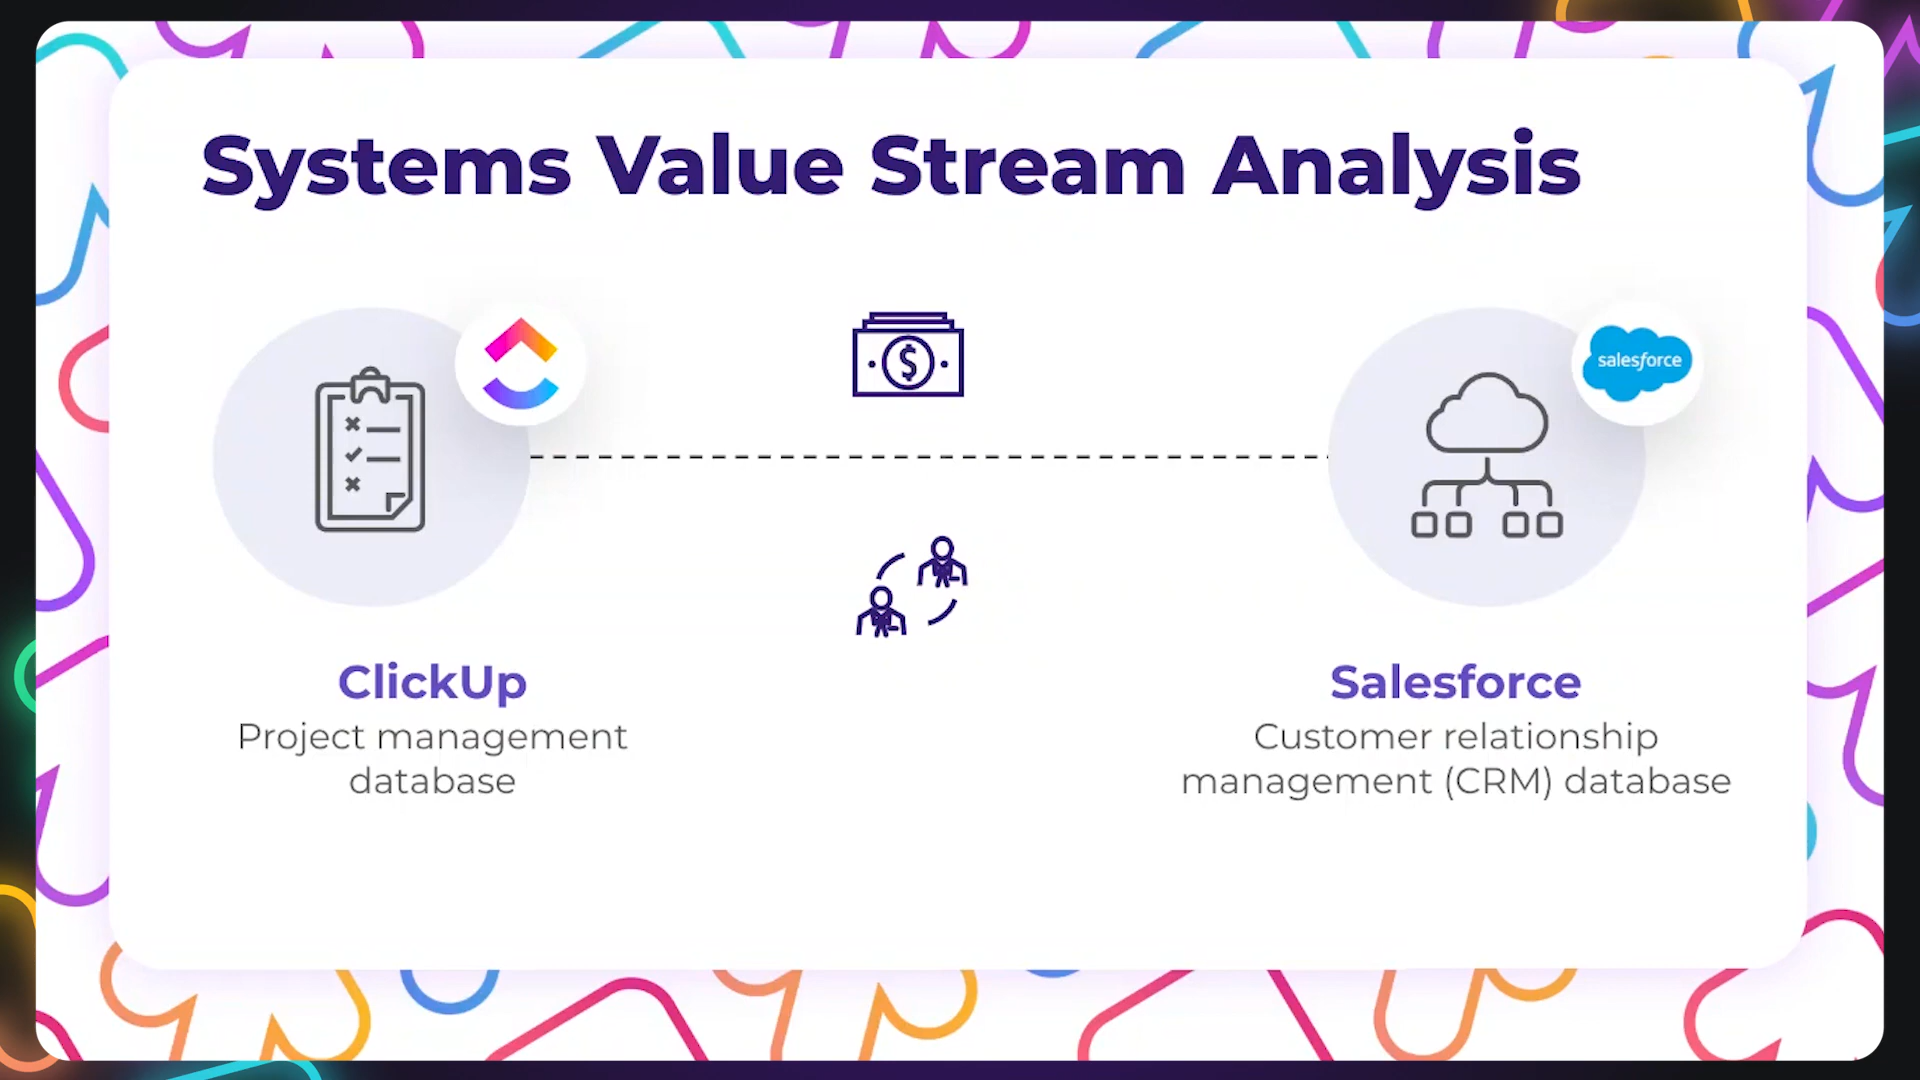 Systems Value Stream Analysis
$
salesforce
ClickUp
Project management
database
Salesforce
Customer relationship
management (CRM) database